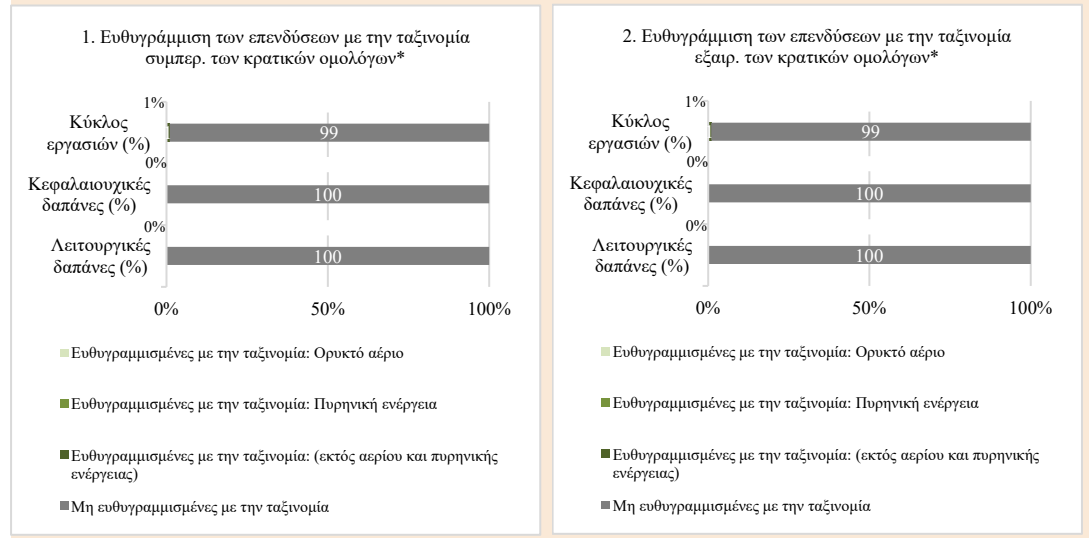 1. Ευθυγράμμιση των επενδύσεων με την ταξινομία
συμπερ. των κρατικών ομολόγων*
1%
Κύκλος
εργασιών (%)
99
0%
Κεφαλαιουχικές
δαπάνες (%)
100
0%
Λειτουργικές
δαπάνες (%)
100
0%
50%
100%
Ευθυγραμμισμένες με την ταξινομία: Ορυκτό αέριο
Ευθυγραμμισμένες με την ταξινομία: Πυρηνική ενέργεια
Ευθυγραμμισμένες με την ταξινομία: (εκτός αερίου και πυρηνικής
ενέργειας)
Μη ευθυγραμμισμένες με την ταξινομία
2. Ευθυγράμμιση των επενδύσεων με την ταξινομία
εξαιρ. των κρατικών ομολόγων*
1%
Κύκλος
εργασιών (%)
99
0%
Κεφαλαιουχικές
δαπάνες (%)
100
0%
Λειτουργικές
δαπάνες (%)
100
0%
50%
100%
Ευθυγραμμισμένες με την ταξινομία: Ορυκτό αέριο
Ευθυγραμμισμένες με την ταξινομία: Πυρηνική ενέργεια
Ευθυγραμμισμένες με την ταξινομία: (εκτός αερίου και πυρηνικής
ενέργειας)
Μη ευθυγραμμισμένες με την ταξινομία